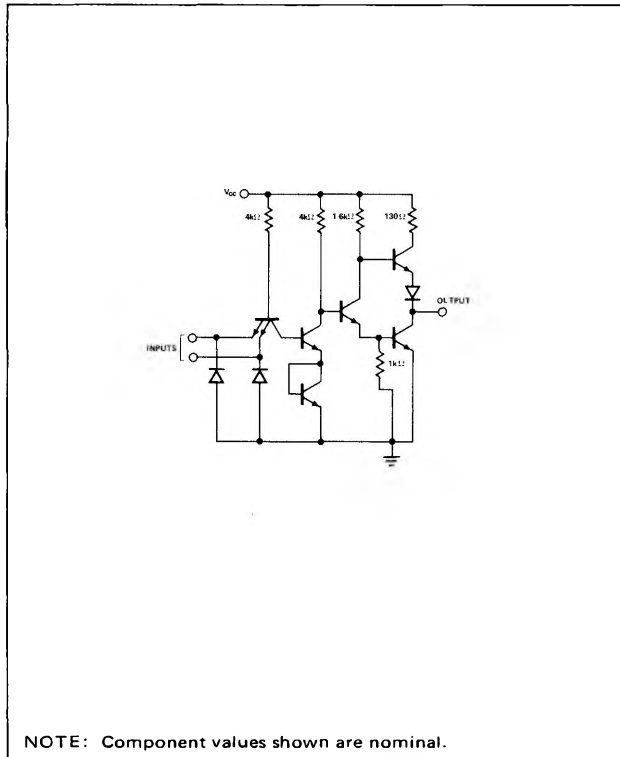 Vcc
4kΩ 4kΩ 1 6kΩ 130Ω
OUTPUT
INPUTS
1kΩ
NOTE: Component values shown are nominal.